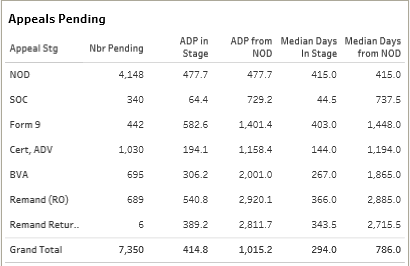 Appeals Pending
Appeal Stg Nbr Pending ADP in Stage ADP from NOD Median Days In Stage Median Days from NOD
NOD 4,148 477.7 477.7 415.0 415.0
SOC 340 64.4 729.2 44.5 737.5
Form 9 442 582.6 1,401.4 403.0 1,448.0
Cert, ADV 1,030 194.1 1,158.4 144.0 1,194.0
BVA 695 306.2 2,001.0 267.0 1,865.0
Remand (RO) 689 540.8 2,920.1 366.0 2,885.0
Remand Retur.. 6 389.2 2,811.7 343.5 2,715.5
Grand Total 7,350 414.8 1,015.2 294.0 786.0